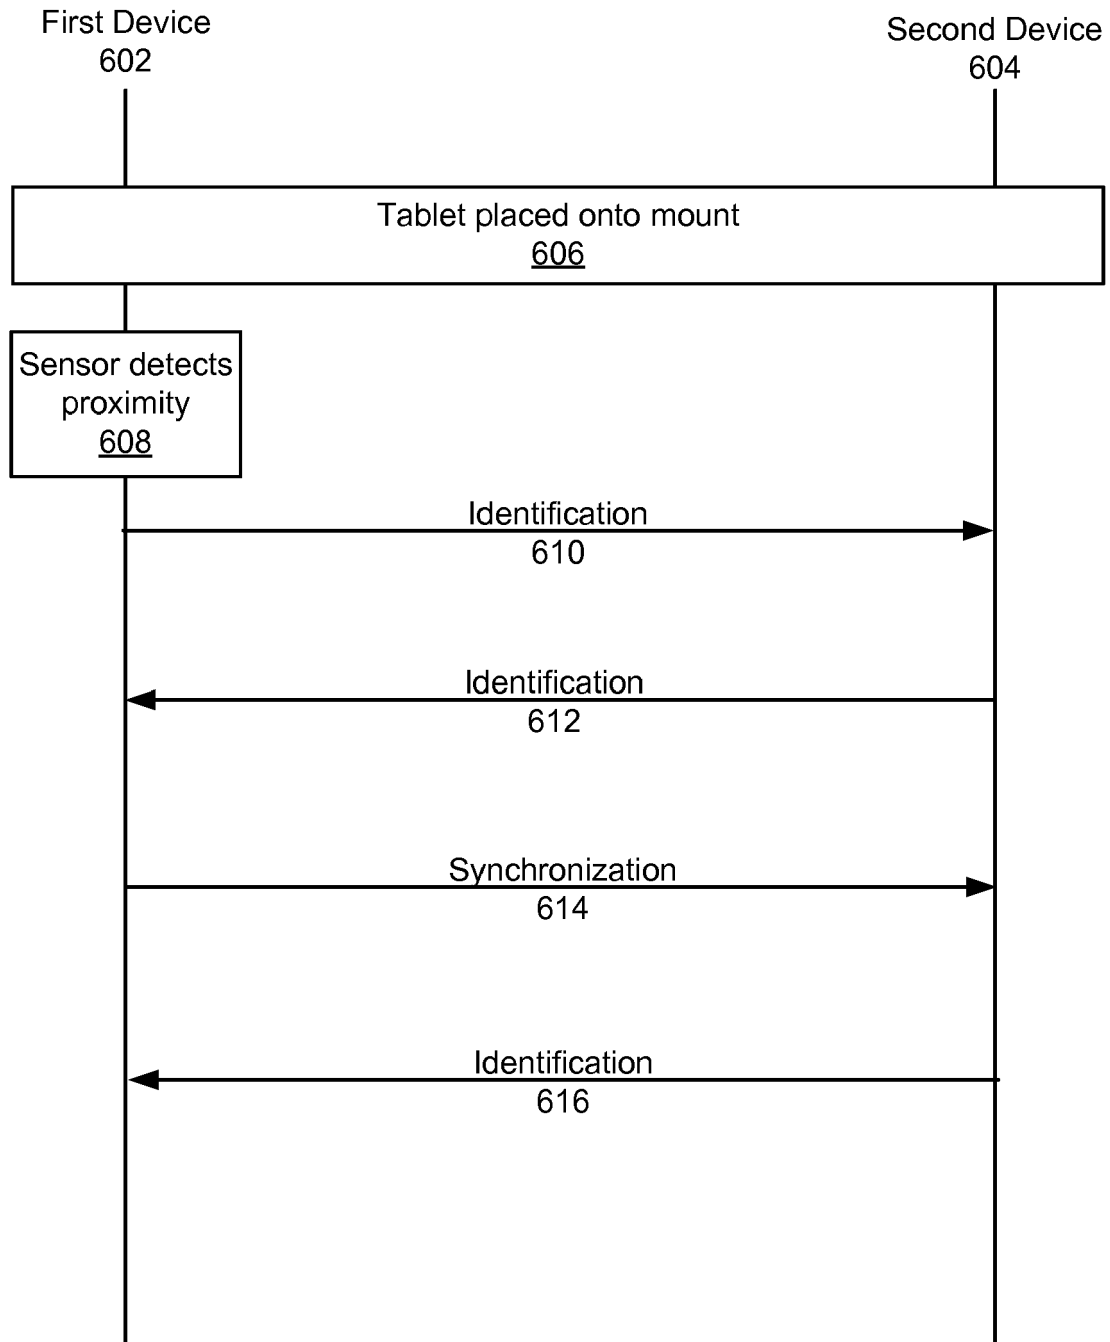 First Device
602
Second Device
604
Tablet placed onto mount
606
Sensor detects
proximity
608
Identification
610
Identification
612
Synchronization
614
Identification
616